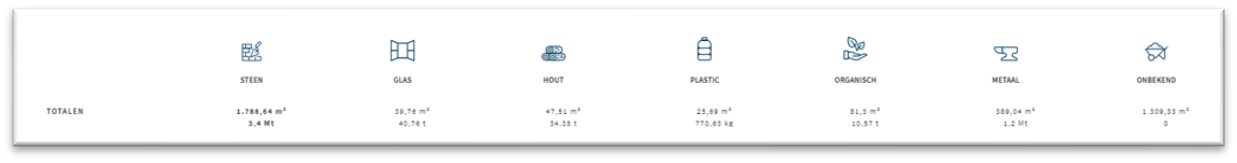 STEEN GLAS HOUT PLASTIC ORGANISCH METAAL ONBEKEND
TOTALEN 1.788,64 m² 39,76 m² 47,51 m² 25,69 m² 81,3 m² 389,04 m² 1.309,33 m²
3,4 Mt 40,76 t 34,35 t 770,63 kg 10,57 t 1,2 Mt 0